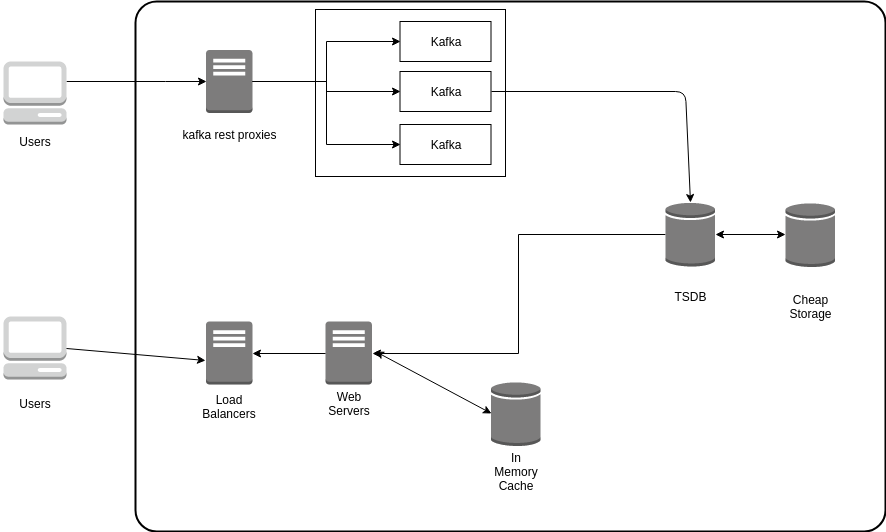 Kafka
Kafka
Kafka
Users
kafka rest proxies
TSDB
Cheap
Storage
Users
Load
Balancers
Web
Servers
In
Memory
Cache